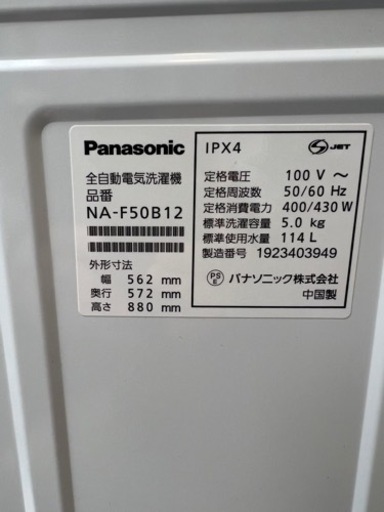 Panasonic
全自動電気洗濯機
品番
NA-F50B12
外形寸法
幅 562 mm
奥行 572 mm
高さ 880 mm
IPX4
JET
定格電圧 100 V ~
定格周波数 50/60 Hz
定格消費電力 400/430 W
標準洗濯容量 5.0 kg
標準使用水量 114 L
製造番号 1923403949
PS
E
パナソニック株式会社
中国製